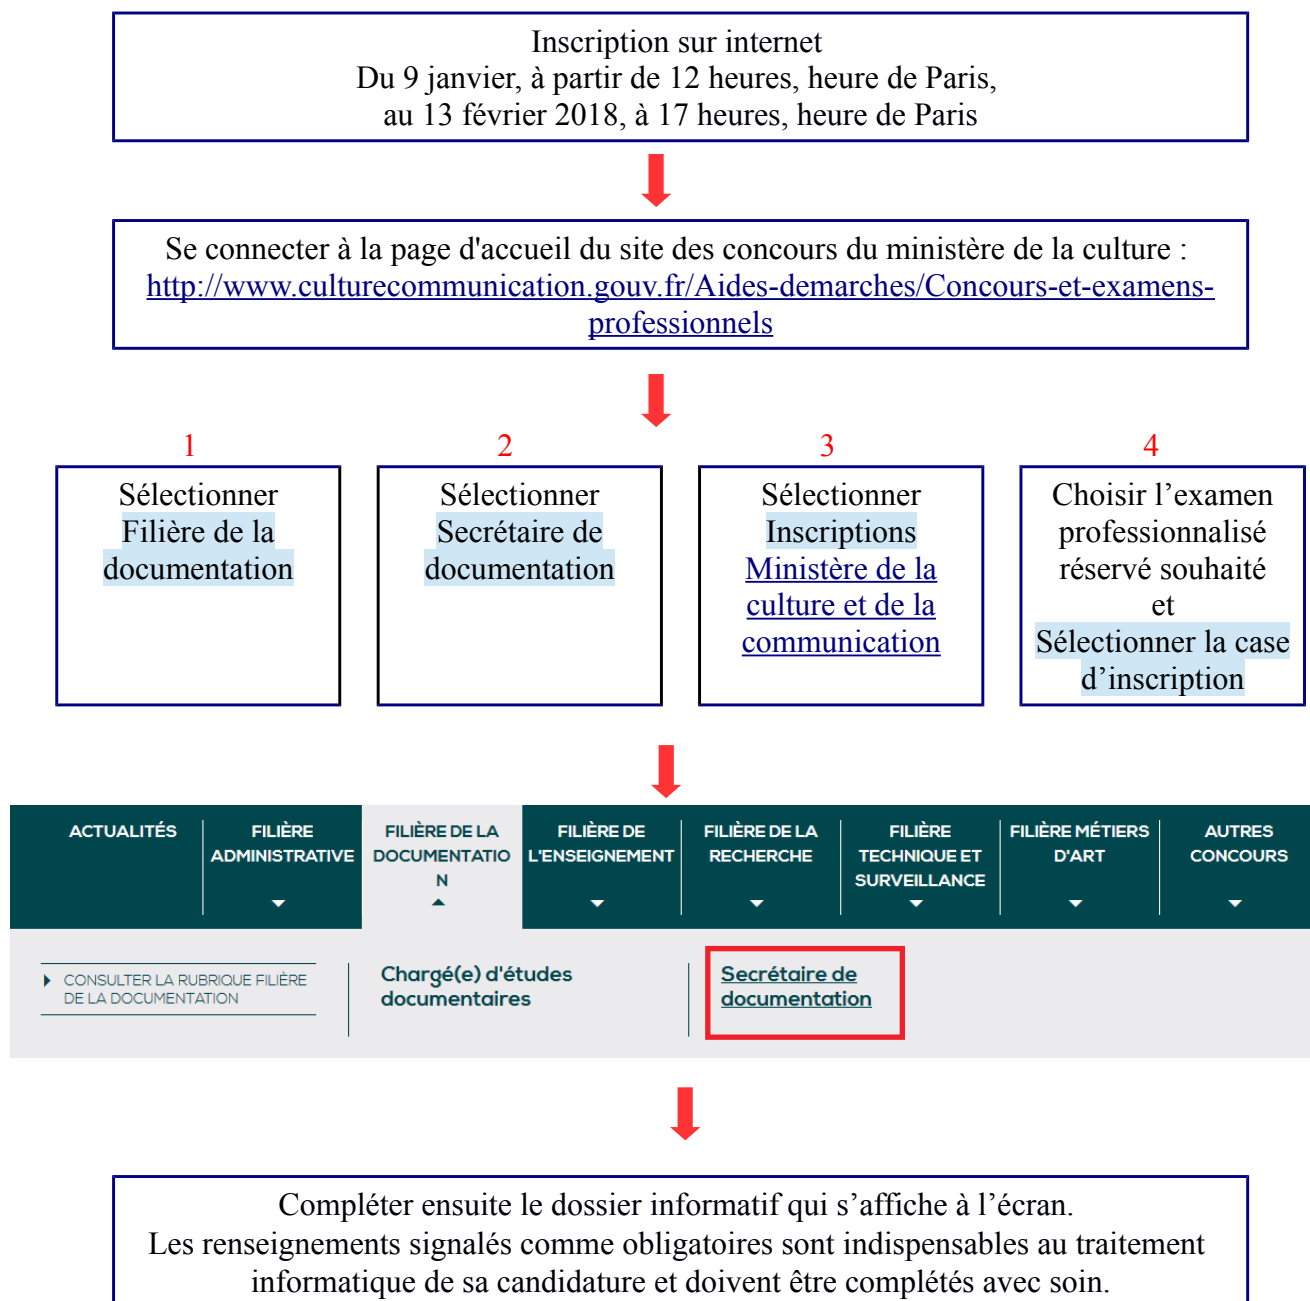 Inscription sur internet
Du 9 janvier, à partir de 12 heures, heure de Paris,
au 13 février 2018, à 17 heures, heure de Paris
Se connecter à la page d'accueil du site des concours du ministère de la culture :
http://www.culturecommunication.gouv.fr/Aides-demarches/Concours-et-examens-
professionnels
1
Sélectionner
Filière de la
documentation
2
Sélectionner
Secrétaire de
documentation
3
Sélectionner
Inscriptions
Ministère de la
culture et de la
communication
4
Choisir l’examen
professionnalisé
réservé souhaité
et
Sélectionner la case
d’inscription
ACTUALITÉS
FILIÈRE
ADMINISTRATIVE
FILIÈRE DE LA
DOCUMENTATIO
N
FILIÈRE DE
L'ENSEIGNEMENT
FILIÈRE DE LA
RECHERCHE
FILIÈRE
TECHNIQUE ET
SURVEILLANCE
FILIÈRE MÉTIERS
D'ART
AUTRES
CONCOURS
CONSULTER LA RUBRIQUE FILIÈRE
DE LA DOCUMENTATION
Chargé(e) d'études
documentaires
Secrétaire de
documentation
Compléter ensuite le dossier informatif qui s’affiche à l’écran.
Les renseignements signalés comme obligatoires sont indispensables au traitement
informatique de sa candidature et doivent être complétés avec soin.